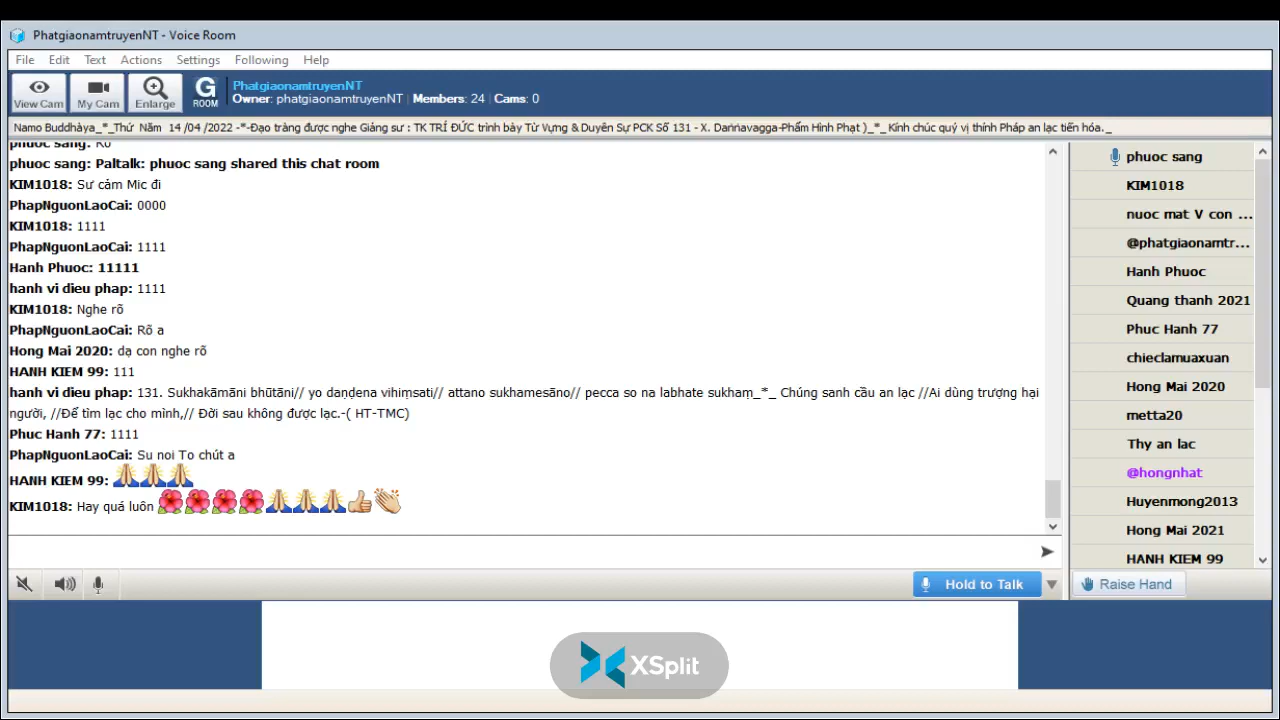 PhatgiaonamtruyenNT - Voice Room
File Edit Text Actions Settings Following Help
View Cam My Cam Enlarge G ROOM
PhatgiaonamtruyenNT
Owner: phatgiaonamtruyenNT | Members: 24 | Cams: 0
Namo Buddhàya_*_Thứ Năm 14 /04 /2022 -*-Đạo tràng được nghe Giảng sư : TK TRÍ ĐỨC trình bày Từ Vựng & Duyên Sự PCK Số 131 - X. Daṇṇavagga-Phẩm Hình Phạt )_*_ Kính chúc quý vị thính Pháp an lạc tiến hóa._
phuoc sang: Rõ
phuoc sang: Paltalk: phuoc sang shared this chat room
KIM1018: Sư cảm Mic đi
PhapNguonLaoCai: 0000
KIM1018: 1111
PhapNguonLaoCai: 1111
Hanh Phuoc: 11111
hanh vi dieu phap: 1111
KIM1018: Nghe rõ
PhapNguonLaoCai: Rõ a
Hong Mai 2020: dạ con nghe rõ
HANH KIEM 99: 111
hanh vi dieu phap: 131. Sukhakāmāni bhūtāni// yo daṇḍena vihiṃsati// attano sukhamesāno// pecca so na labhate sukhaṃ_*_ Chúng sanh cầu an lạc //Ai dùng trượng hại
người, //Để tìm lạc cho mình,// Đời sau không được lạc.-( HT-TMC)
Phuc Hanh 77: 1111
PhapNguonLaoCai: Su noi To chút a
HANH KIEM 99:
KIM1018: Hay quá luôn
phuoc sang
KIM1018
nuoc mat V con ...
@phatgiaonamtr...
Hanh Phuoc
Quang thanh 2021
Phuc Hanh 77
chieclamuaxuan
Hong Mai 2020
metta20
Thy an lac
@hongnhat
Huyenmong2013
Hong Mai 2021
HANH KIEM 99
Hold to Talk
Raise Hand
XSplit